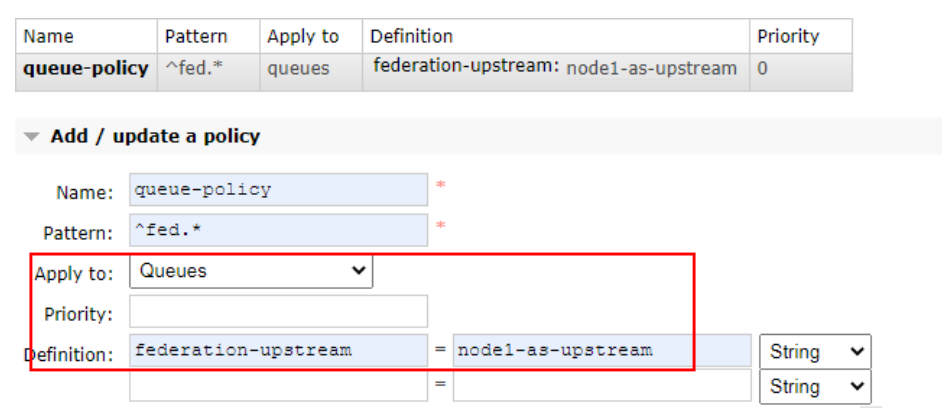 Name Pattern Apply to Definition Priority
queue-policy ^fed.* queues federation-upstream: node1-as-upstream 0
Add / update a policy
Name: queue-policy *
Pattern: ^fed.* *
Apply to: Queues
Priority:
Definition: federation-upstream = node1-as-upstream String
= String